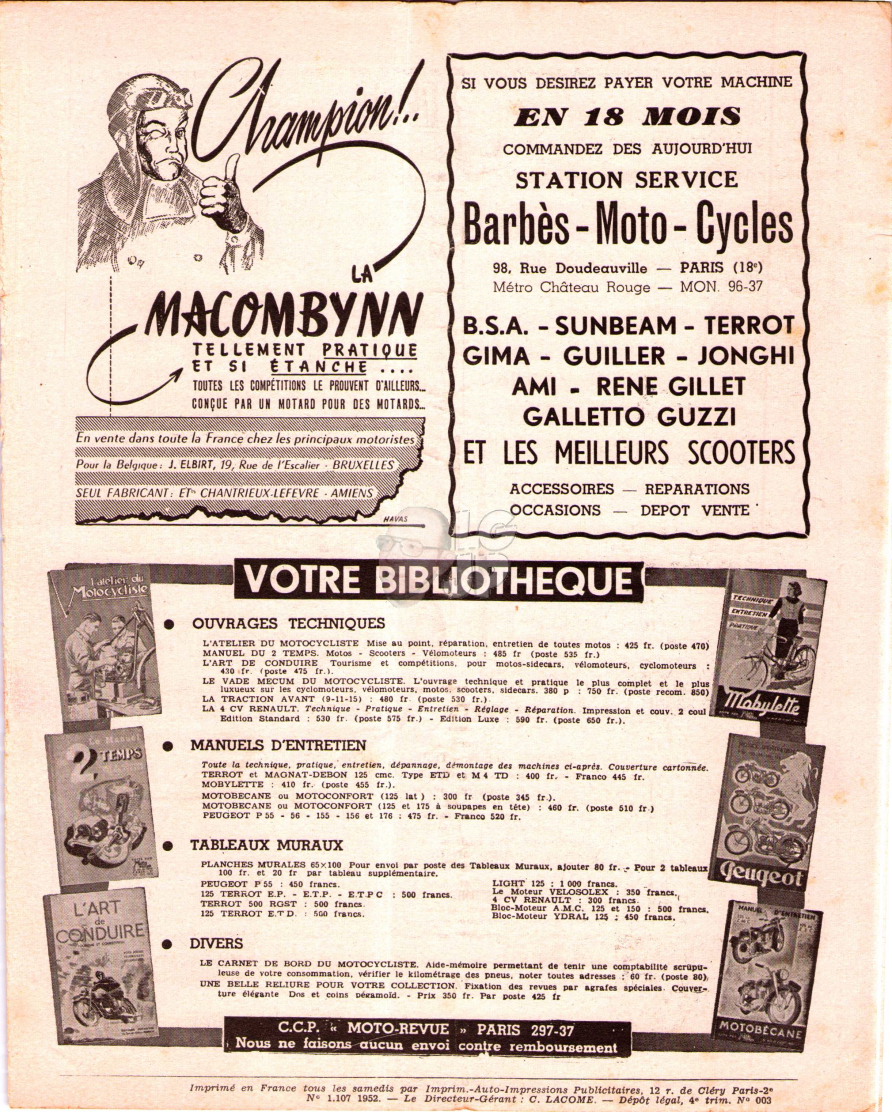 Champion!..
LA
MACOMBYNN
TELLEMENT PRATIQUE
ET SI ÉTANCHE ....
TOUTES LES COMPÉTITIONS LE PROUVENT D'AILLEURS...
CONÇUE PAR UN MOTARD POUR DES MOTARDS...
En vente dans toute la France chez les principaux motoristes
Pour la Belgique : J. ELBIRT, 19, Rue de l'Escalier - BRUXELLES
SEUL FABRICANT : ETts CHANTRIEUX-LEFEVRE - AMIENS
HAVAS
SI VOUS DESIREZ PAYER VOTRE MACHINE
EN 18 MOIS
COMMANDEZ DES AUJOURD'HUI
STATION SERVICE
Barbès - Moto - Cycles
98, Rue Doudeauville — PARIS (18e)
Métro Château Rouge — MON. 96-37
B.S.A. - SUNBEAM - TERROT
GIMA - GUILLER - JONGHI
AMI - RENE GILLET
GALLETTO GUZZI
ET LES MEILLEURS SCOOTERS
ACCESSOIRES — REPARATIONS
OCCASIONS — DEPOT VENTE
VOTRE BIBLIOTHEQUE
l'atelier du
Motocycliste
Le Manuel
2 TEMPS
L'ART
de
CONDUIRE
● OUVRAGES TECHNIQUES
L'ATELIER DU MOTOCYCLISTE Mise au point, réparation, entretien de toutes motos : 425 fr. (poste 470)
MANUEL DU 2 TEMPS. Motos - Scooters - Vélomoteurs : 485 fr (poste 535 fr.)
L'ART DE CONDUIRE Tourisme et compétitions, pour motos-sidecars, vélomoteurs, cyclomoteurs :
430 fr. (poste 475 fr.).
LE VADE MECUM DU MOTOCYCLISTE. L'ouvrage technique et pratique le plus complet et le plus
luxueux sur les cyclomoteurs, vélomoteurs, motos, scooters, sidecars. 380 p : 750 fr. (poste recom. 850)
LA TRACTION AVANT (9-11-15) : 480 fr. (poste 530 fr.)
LA 4 CV RENAULT. Technique - Pratique - Entretien - Réglage - Réparation. Impression et couv. 2 coul
Edition Standard : 530 fr. (poste 575 fr.) - Edition Luxe : 590 fr. (poste 650 fr.).
● MANUELS D'ENTRETIEN
Toute la technique, pratique, entretien, dépannage, démontage des machines ci-après. Couverture cartonnée.
TERROT et MAGNAT-DEBON 125 cmc. Type ETD et M 4 TD : 400 fr. - Franco 445 fr.
MOBYLETTE : 410 fr. (poste 455 fr.).
MOTOBECANE ou MOTOCONFORT (125 lat) : 300 fr (poste 345 fr.).
MOTOBECANE ou MOTOCONFORT (125 et 175 à soupapes en tête) : 460 fr. (poste 510 fr.)
PEUGEOT P 55 - 56 - 155 - 156 et 176 : 475 fr. - Franco 520 fr.
● TABLEAUX MURAUX
PLANCHES MURALES 65×100 Pour envoi par poste des Tableaux Muraux, ajouter 80 fr. - Pour 2 tableaux
100 fr. et 20 fr par tableau supplémentaire.
PEUGEOT P 55 : 450 francs.
125 TERROT E.P. - E.T.P. - E.T.P C : 500 francs.
TERROT 500 RGST : 500 francs.
125 TERROT E.T.D. : 500 francs.
LIGHT 125 : 1 000 francs.
Le Moteur VELOSOLEX : 350 francs.
4 CV RENAULT : 300 francs.
Bloc-Moteur A.M.C. 125 et 150 : 500 francs.
Bloc-Moteur YDRAL 125 : 450 francs.
● DIVERS
LE CARNET DE BORD DU MOTOCYCLISTE. Aide-mémoire permettant de tenir une comptabilité scrupu-
leuse de votre consommation, vérifier le kilométrage des pneus, noter toutes adresses : 60 fr. (poste 80).
UNE BELLE RELIURE POUR VOTRE COLLECTION. Fixation des revues par agrafes spéciales. Couver-
ture élégante Dos et coins pégamoïd. - Prix 350 fr. Par poste 425 fr
TECHNIQUE
ENTRETIEN
PRATIQUE
Mobylette
Peugeot
MANUEL D'ENTRETIEN
MOTOBÉCANE
C.C.P. « MOTO-REVUE » PARIS 297-37
Nous ne faisons aucun envoi contre remboursement
Imprimé en France tous les samedis par Imprim.-Auto-Impressions Publicitaires, 12 r. de Cléry Paris-2e
N° 1.107 1952. — Le Directeur-Gérant : C. LACOME. — Dépôt légal, 4e trim. N° 003